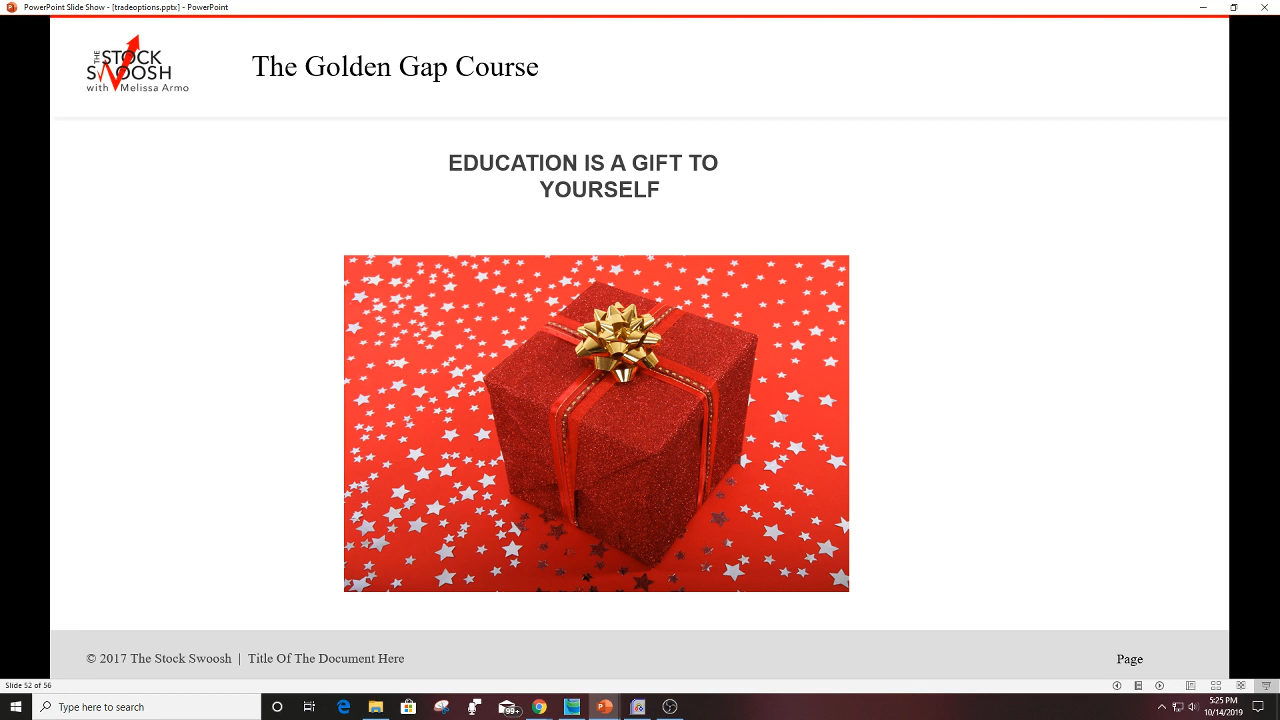 PowerPoint Slide Show - [tradeoptions.pptx] - PowerPoint
THE STOCK
SWOOSH
with Melissa Armo
The Golden Gap Course
EDUCATION IS A GIFT TO
YOURSELF
© 2017 The Stock Swoosh | Title Of The Document Here
Page
Slide 52 of 56
Type here to search
99+
5:25 PM
10/14/2019